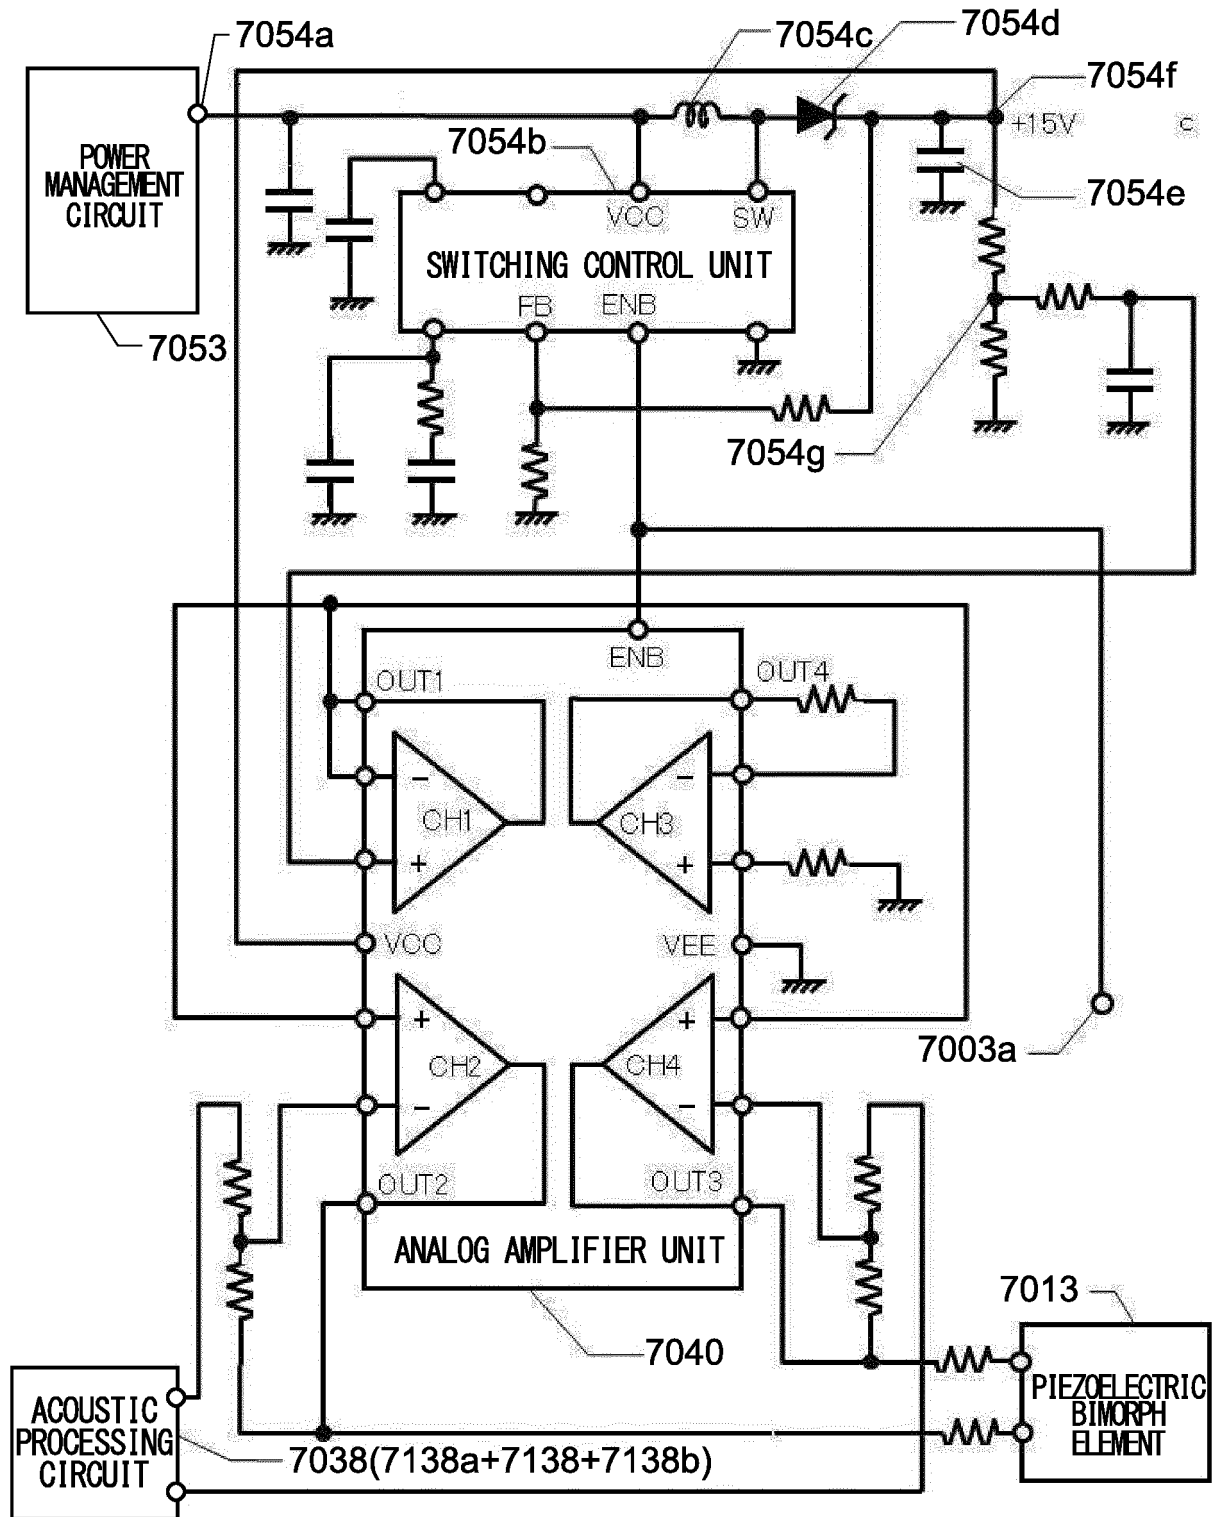 7054a
7054c
7054d
7054f
+15V
c
POWER
MANAGEMENT
CIRCUIT
7053
7054b
VCC
SW
7054e
SWITCHING CONTROL UNIT
FB
ENB
7054g
ENB
OUT1
OUT4
−
CH1
+
−
CH3
+
VCC
VEE
+
CH2
−
+
CH4
−
7003a
OUT2
OUT3
ANALOG AMPLIFIER UNIT
7040
7013
PIEZOELECTRIC
BIMORPH
ELEMENT
ACOUSTIC
PROCESSING
CIRCUIT
7038(7138a+7138+7138b)